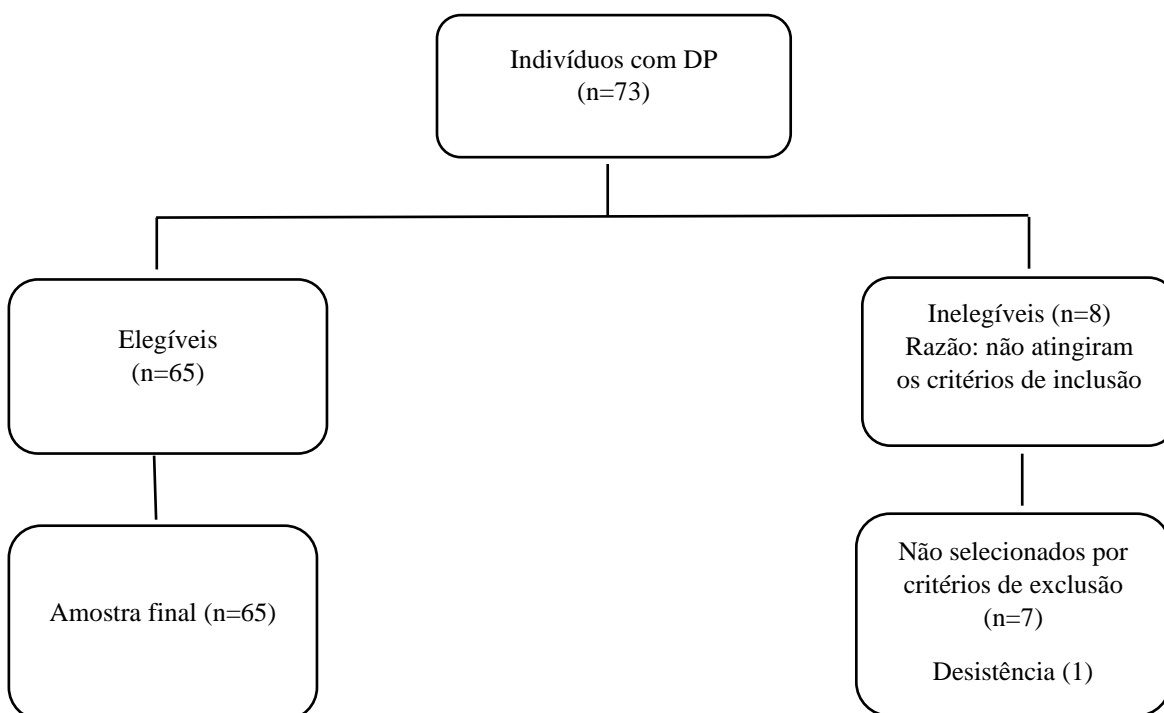 Indivíduos com DP
(n=73)
Elegíveis
(n=65)
Inelegíveis (n=8)
Razão: não atingiram
os critérios de inclusão
Amostra final (n=65)
Não selecionados por
critérios de exclusão
(n=7)
Desistência (1)